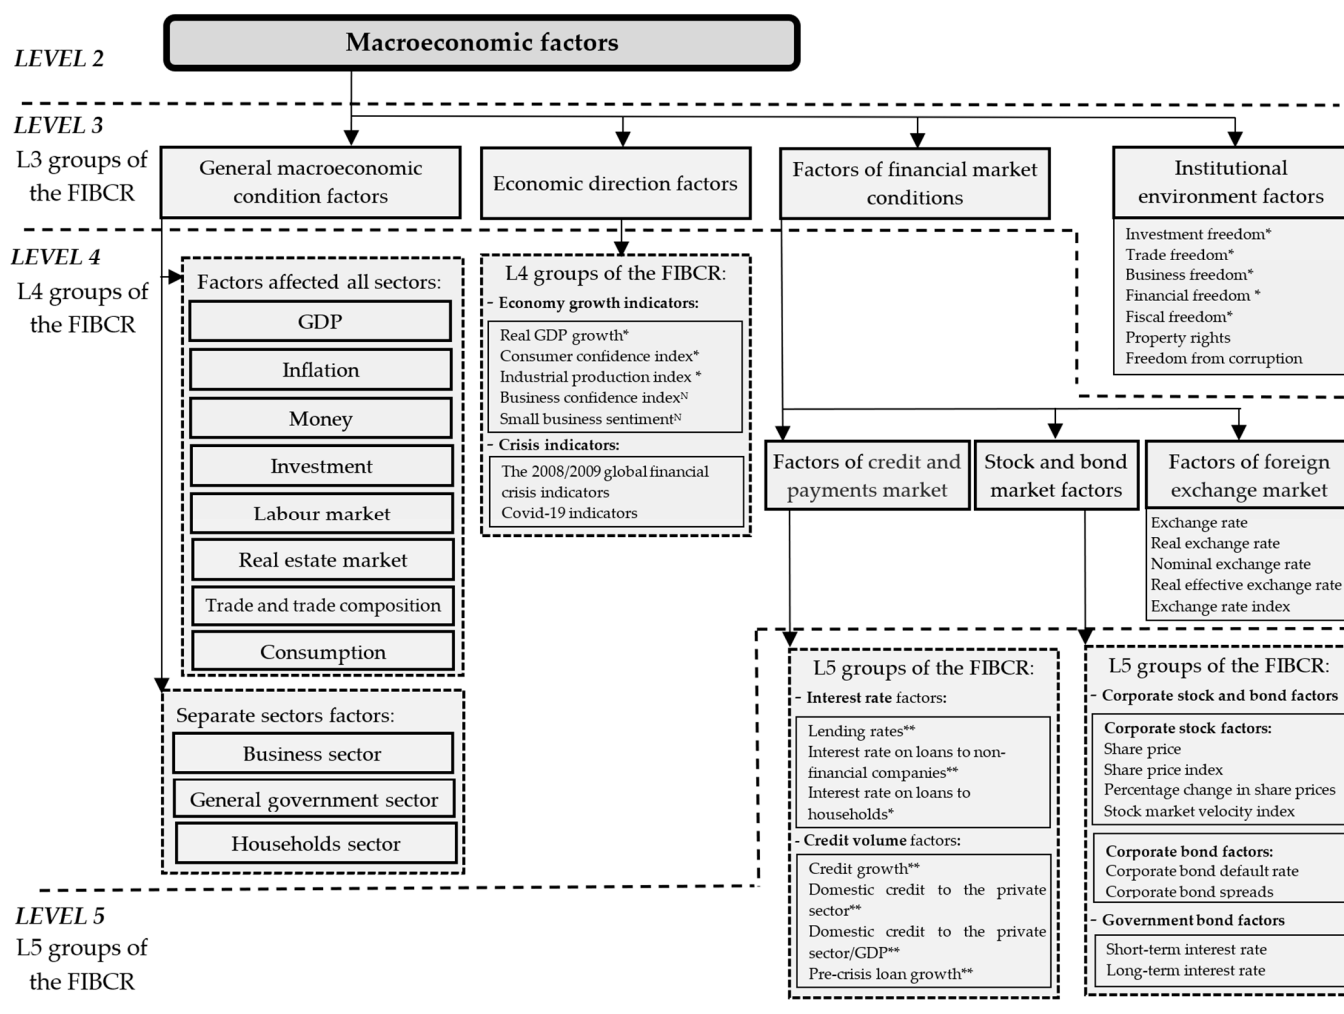 Macroeconomic factors
LEVEL 2
LEVEL 3
L3 groups of
the FIBCR
General macroeconomic
condition factors
Economic direction factors
Factors of financial market
conditions
Institutional
environment factors
Investment freedom*
Trade freedom*
Business freedom*
Financial freedom *
Fiscal freedom*
Property rights
Freedom from corruption
LEVEL 4
L4 groups of
the FIBCR
Factors affected all sectors:
GDP
Inflation
Money
Investment
Labour market
Real estate market
Trade and trade composition
Consumption
Separate sectors factors:
Business sector
General government sector
Households sector
L4 groups of the FIBCR:
- Economy growth indicators:
Real GDP growth*
Consumer confidence index*
Industrial production index *
Business confidence indexᴺ
Small business sentimentᴺ
- Crisis indicators:
The 2008/2009 global financial
crisis indicators
Covid-19 indicators
Factors of credit and
payments market
Stock and bond
market factors
Factors of foreign
exchange market
Exchange rate
Real exchange rate
Nominal exchange rate
Real effective exchange rate
Exchange rate index
LEVEL 5
L5 groups of
the FIBCR
L5 groups of the FIBCR:
- Interest rate factors:
Lending rates**
Interest rate on loans to non-
financial companies**
Interest rate on loans to
households*
- Credit volume factors:
Credit growth**
Domestic credit to the private
sector**
Domestic credit to the private
sector/GDP**
Pre-crisis loan growth**
L5 groups of the FIBCR:
- Corporate stock and bond factors
Corporate stock factors:
Share price
Share price index
Percentage change in share prices
Stock market velocity index
Corporate bond factors:
Corporate bond default rate
Corporate bond spreads
- Government bond factors
Short-term interest rate
Long-term interest rate